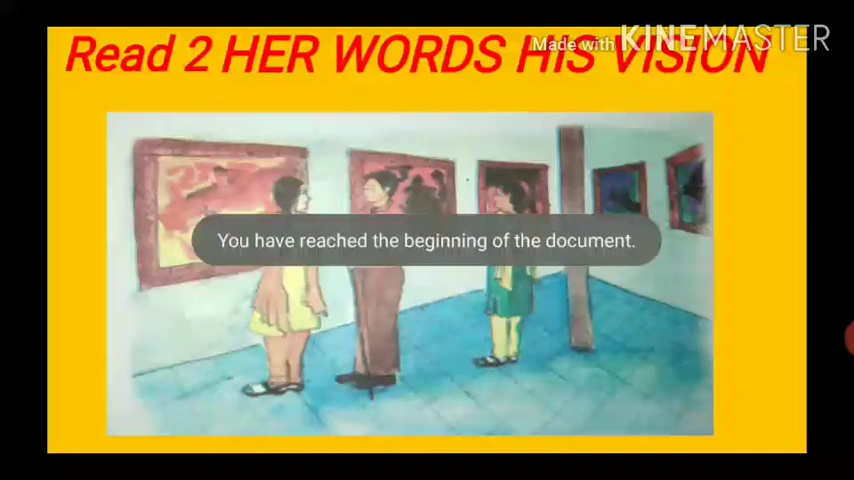 Made with KINEMASTER
Read 2 HER WORDS HIS VISION
You have reached the beginning of the document.